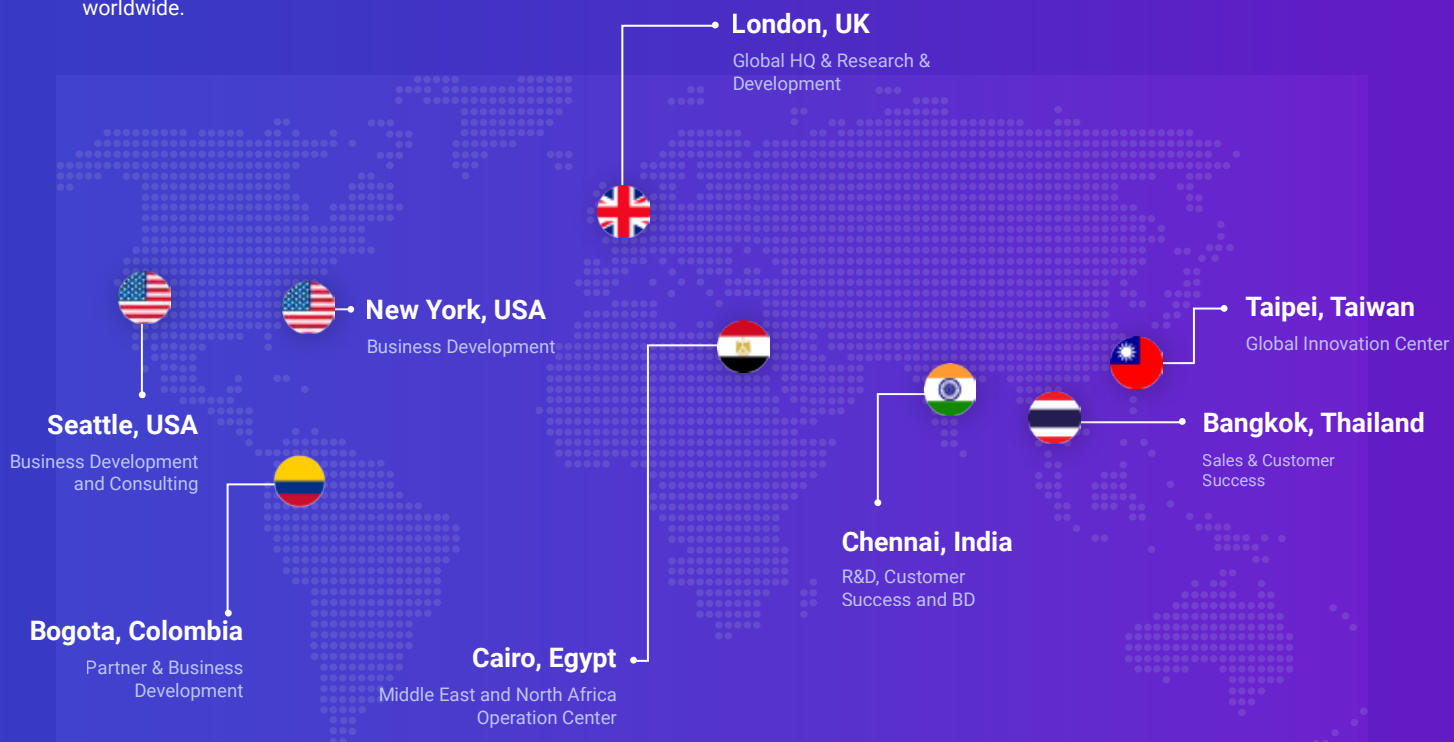 worldwide.
London, UK
Global HQ & Research &
Development
New York, USA
Business Development
Taipei, Taiwan
Global Innovation Center
Seattle, USA
Business Development
and Consulting
Bangkok, Thailand
Sales & Customer
Success
Chennai, India
R&D, Customer
Success and BD
Bogota, Colombia
Partner & Business
Development
Cairo, Egypt
Middle East and North Africa
Operation Center